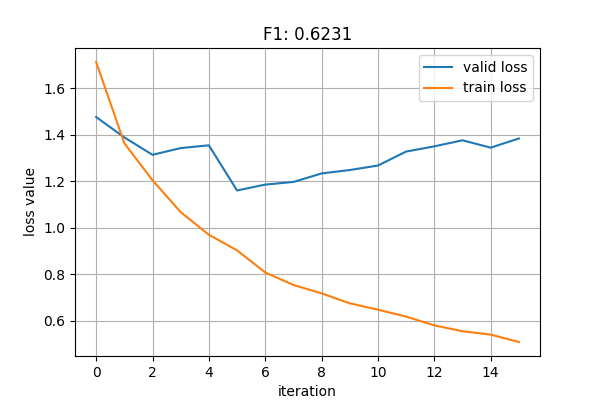 F1: 0.6231
valid loss
train loss
1.6
1.4
1.2
1.0
0.8
0.6
loss value
0 2 4 6 8 10 12 14
iteration